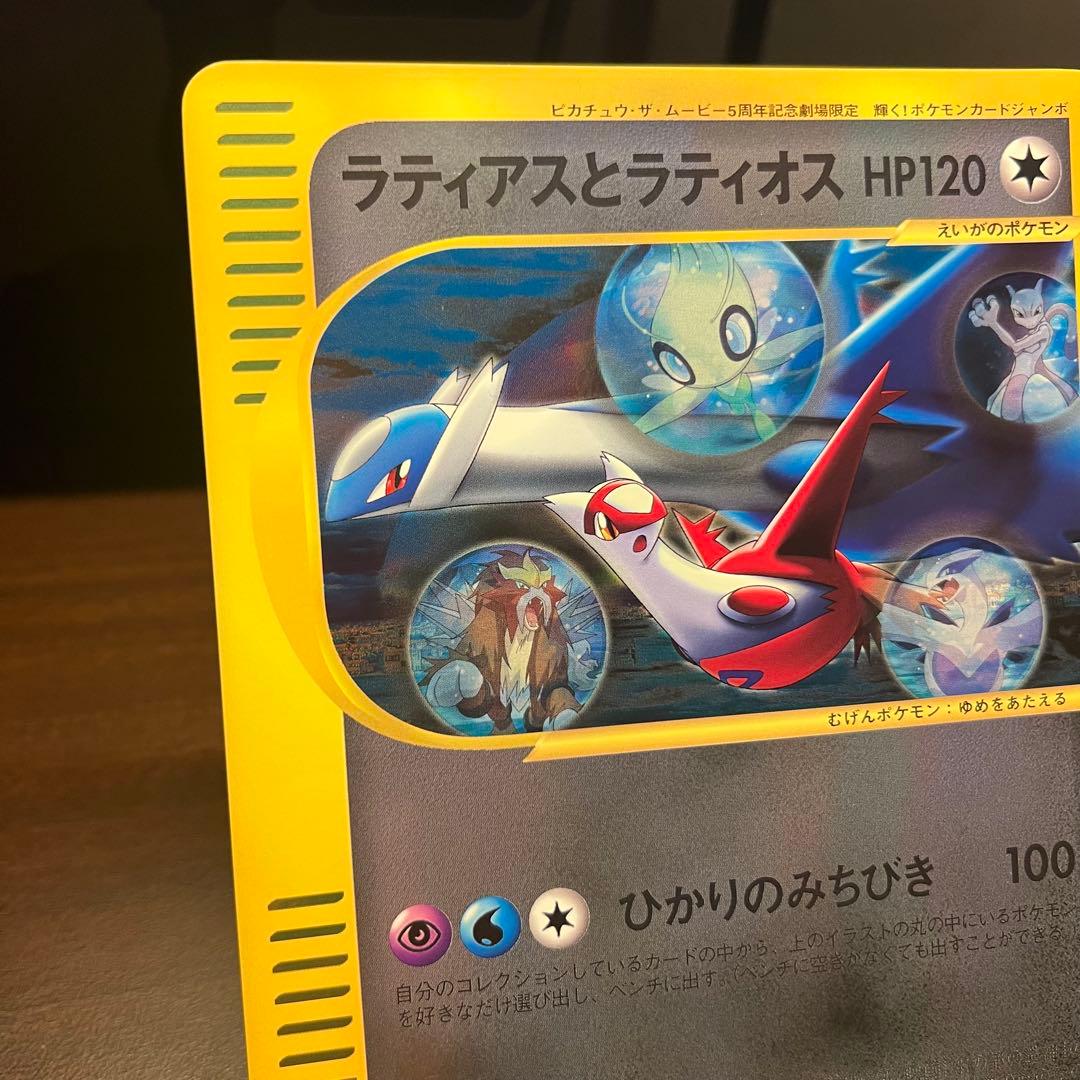 ピカチュウ・ザ・ムービー5周年記念劇場限定 輝く!ポケモンカードジャンボ
ラティアスとラティオス HP120
えいがのポケモン
むげんポケモン:ゆめをあたえる
ひかりのみちびき 100
自分のコレクションしているカードの中から、上のイラストの丸の中にいるポケモン
を好きなだけ選び出し、ベンチに出す。(ベンチに空きがなくても出すことができる